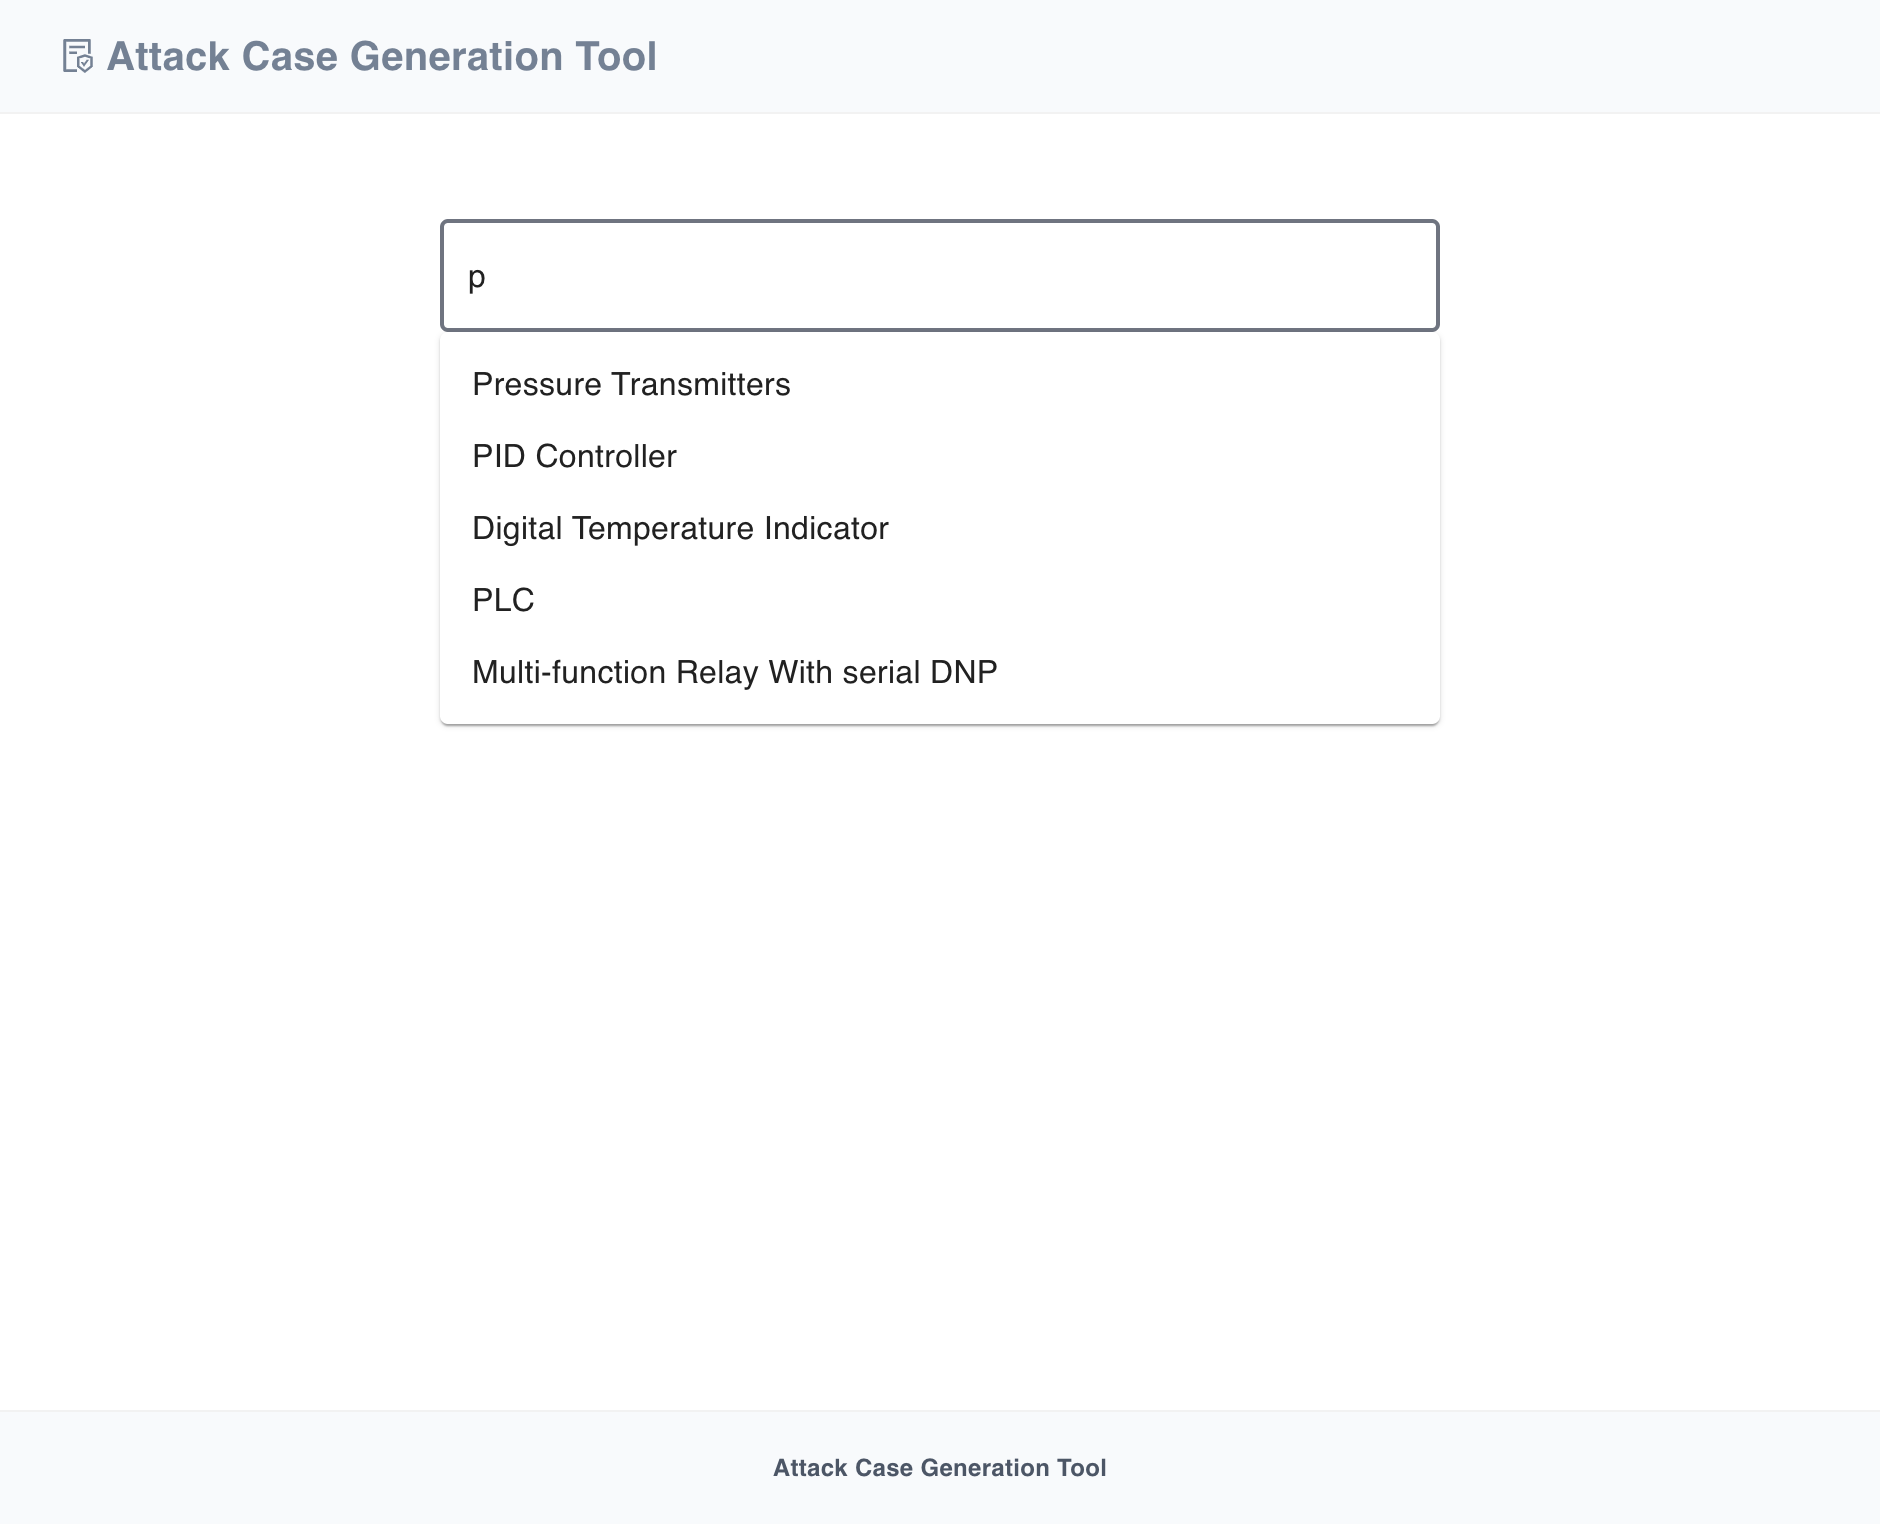 Attack Case Generation Tool
p
Pressure Transmitters
PID Controller
Digital Temperature Indicator
PLC
Multi-function Relay With serial DNP
Attack Case Generation Tool